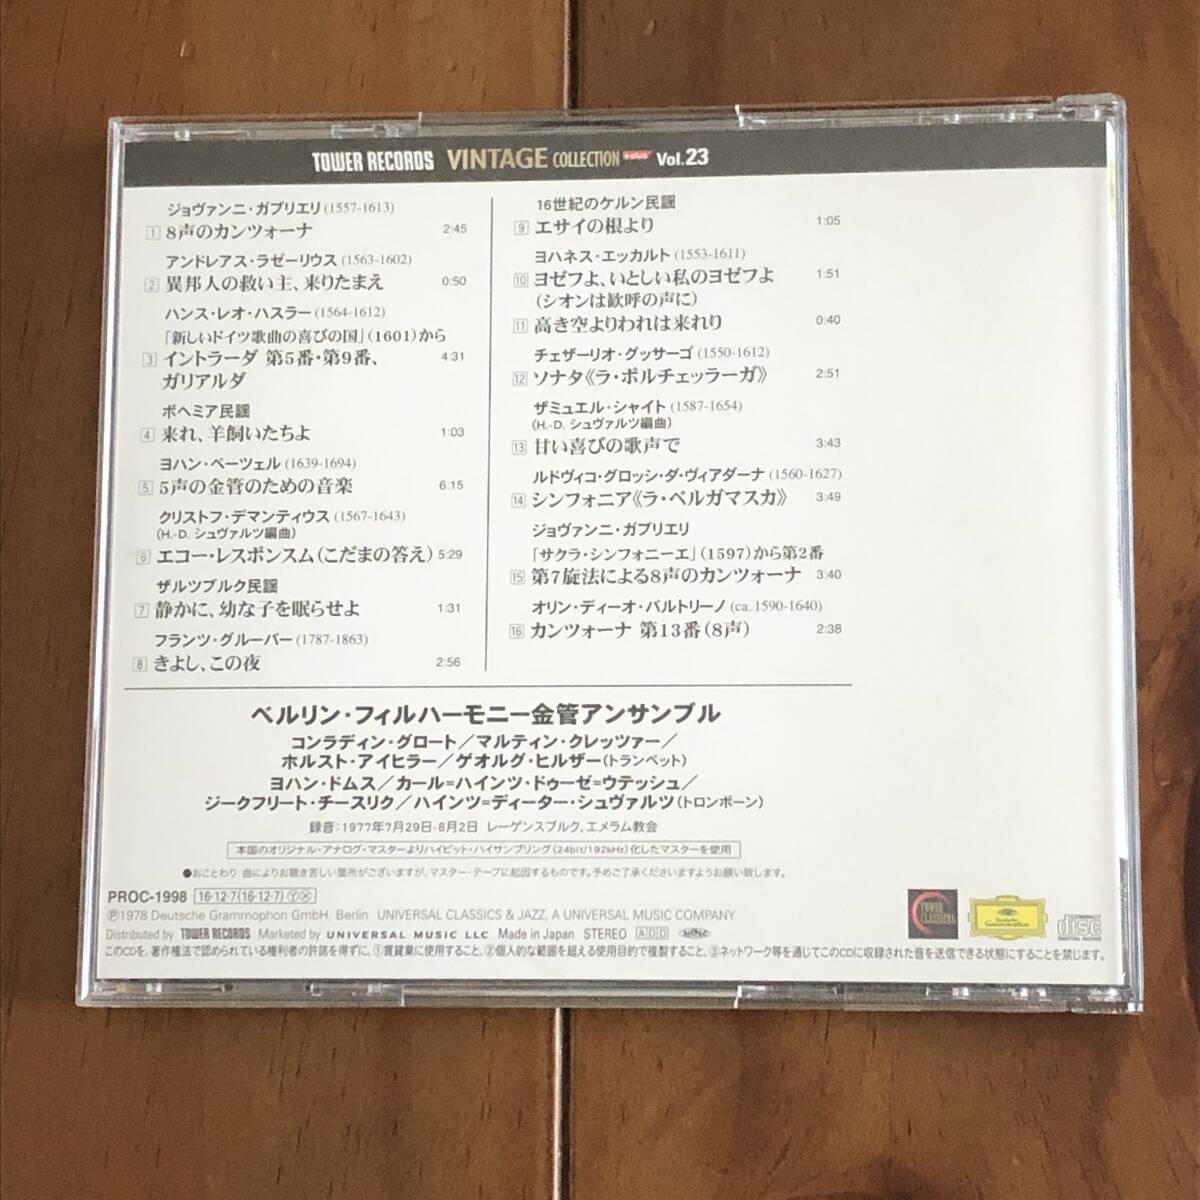 TOWER RECORDS VINTAGE COLLECTION +plus Vol.23
ジョヴァンニ・ガブリエリ(1557-1613)
1 8声のカンツォーナ 2:45
アンドレアス・ラゼーリウス(1563-1602)
2 異邦人の救い主、来りたまえ 0:50
ハンス・レオ・ハスラー(1564-1612)
「新しいドイツ歌曲の喜びの国」(1601)から
3 イントラーダ 第5番・第9番、 4:31
ガリアルダ
ボヘミア民謡
4 来れ、羊飼いたちよ 1:03
ヨハン・ペーツェル(1639-1694)
5 5声の金管のための音楽 6:15
クリストフ・デマンティウス(1567-1643)
(H.-D. シュヴァルツ編曲)
6 エコー・レスポンスム(こだまの答え) 5:29
ザルツブルク民謡
7 静かに、幼な子を眠らせよ 1:31
フランツ・グルーバー(1787-1863)
8 きよし、この夜 2:56
16世紀のケルン民謡
9 エサイの根より 1:05
ヨハネス・エッカルト(1553-1611)
10 ヨゼフよ、いとしい私のヨゼフよ 1:51
(シオンは歓呼の声に)
11 高き空よりわれは来れり 0:40
チェザーリオ・グッサーゴ(1550-1612)
12 ソナタ《ラ・ポルチェッラーガ》 2:51
ザミュエル・シャイト(1587-1654)
(H.-D. シュヴァルツ編曲)
13 甘い喜びの歌声で 3:43
ルドヴィコ・グロッシ・ダ・ヴィアダーナ(1560-1627)
14 シンフォニア《ラ・ベルガマスカ》 3:49
ジョヴァンニ・ガブリエリ
「サクラ・シンフォニーエ」(1597)から第2番
15 第7旋法による8声のカンツォーナ 3:40
オリン・ディーオ・バルトリーノ(ca.1590-1640)
16 カンツォーナ 第13番(8声) 2:38
ベルリン・フィルハーモニー金管アンサンブル
コンラディン・グロート／マルティン・クレッツァー／
ホルスト・アイヒラー／ゲオルグ・ヒルザー(トランペット)
ヨハン・ドムス／カール=ハインツ・ドゥーゼ=ウテッシュ／
ジークフリート・チースリク／ハインツ=ディーター・シュヴァルツ(トロンボーン)
録音:1977年7月29日-8月2日 レーゲンスブルク、エメラム教会
本国のオリジナル・アナログ・マスターよりハイビット・ハイサンプリング(24bit/192kHz)化したマスターを使用
●おことわり:曲によりお聴き苦しい箇所がございますが、マスター・テープに起因するものです。予めご了承くださいますようお願い致します。
PROC-1998 16・12・7(16・12・7)Ⓨ
Ⓟ1978 Deutsche Grammophon GmbH, Berlin UNIVERSAL CLASSICS & JAZZ, A UNIVERSAL MUSIC COMPANY.
Distributed by TOWER RECORDS Marketed by UNIVERSAL MUSIC LLC Made in Japan STEREO ADD
このCDを、著作権法で認められている権利者の許諾を得ずに、①賃貸業に使用すること、②個人的な範囲を超える使用目的で複製すること、③ネットワーク等を通じてこのCDに収録された音を送信できる状態にすることを禁じます。
TOWER CLASSICAL
Deutsche Grammophon
COMPACT disc DIGITAL AUDIO